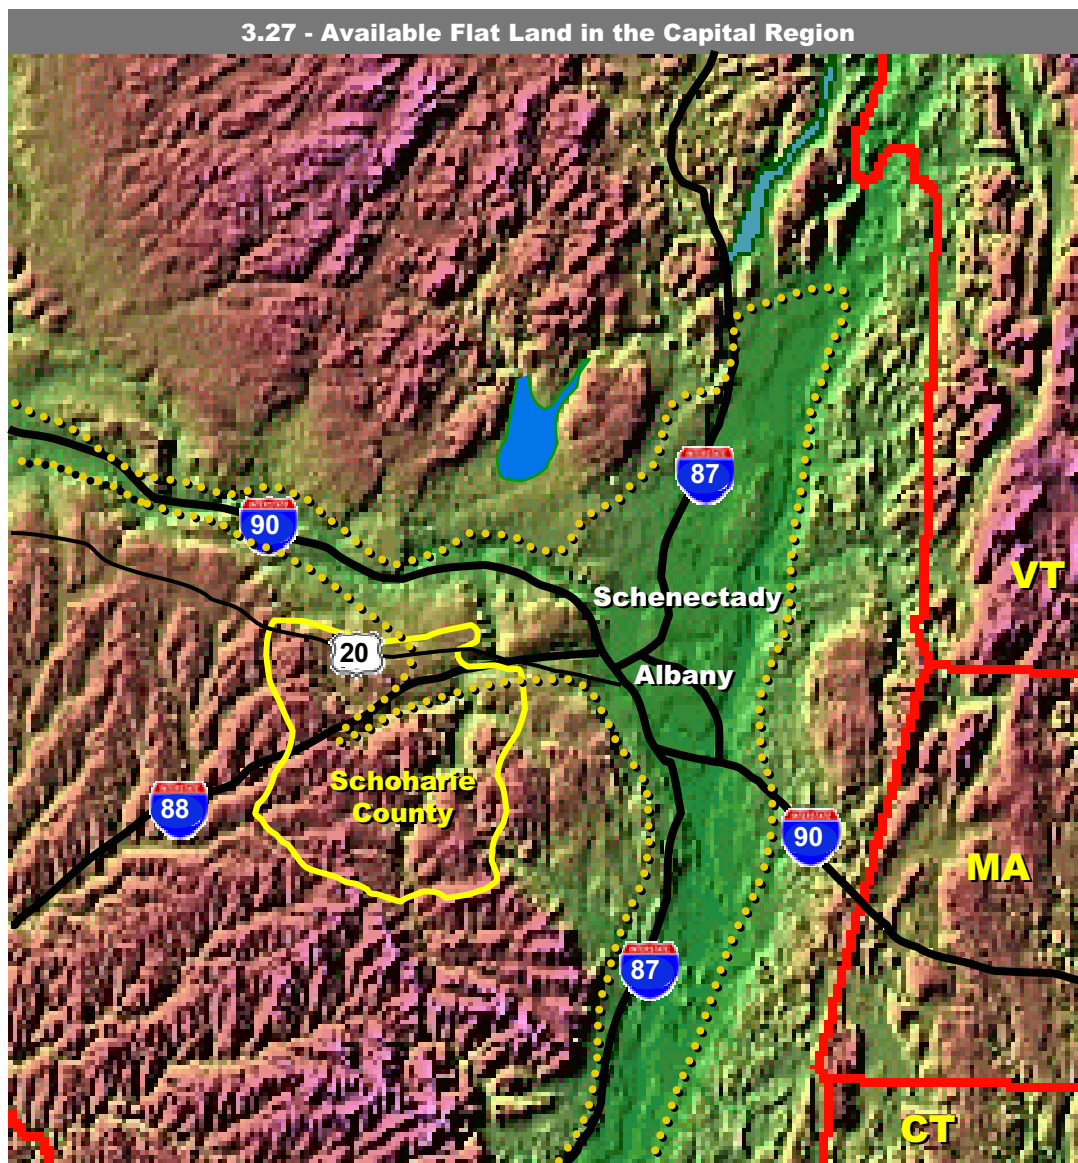 3.27 - Available Flat Land in the Capital Region
87
90
VT
Schenectady
20
Albany
Schoharie
County
88
90
MA
87
CT